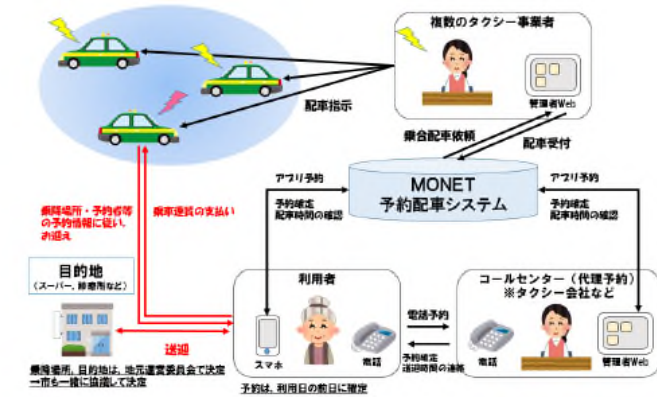 複数のタクシー事業者
管理者Web
配車指示
乗合配車依頼
配車受付
MONET
予約配車システム
アプリ予約
予約確定
配車時間の確認
アプリ予約
予約確定
配車時間の確認
乗降場所・予約者等
の予約情報に従い、
お迎え
乗車運賃の支払い
目的地
(スーパー、診療所など)
送迎
利用者
スマホ
電話
電話予約
予約確定
送迎時間の連絡
コールセンター(代理予約)
※タクシー会社など
電話
管理者Web
乗降場所、目的地は、地元運営委員会で決定
→市も一緒に協議して決定
予約は、利用日の前日に確定